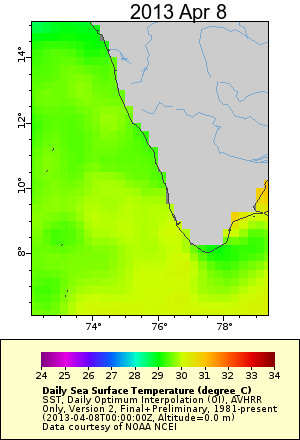 2013 Apr 8
14°
12°
10°
8°
74° 76° 78°
24 25 26 27 28 29 30 31 32 33 34
Daily Sea Surface Temperature (degree_C)
SST, Daily Optimum Interpolation (OI), AVHRR
Only, Version 2, Final+Preliminary, 1981-present
(2013-04-08T00:00:00Z, Altitude=0.0 m)
Data courtesy of NOAA NCEI